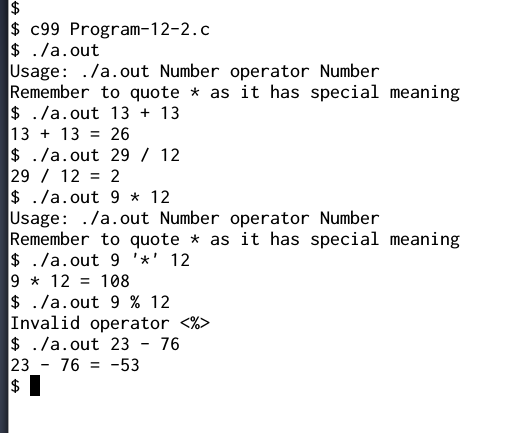 $
$ c99 Program-12-2.c
$ ./a.out
Usage: ./a.out Number operator Number
Remember to quote * as it has special meaning
$ ./a.out 13 + 13
13 + 13 = 26
$ ./a.out 29 / 12
29 / 12 = 2
$ ./a.out 9 * 12
Usage: ./a.out Number operator Number
Remember to quote * as it has special meaning
$ ./a.out 9 '*' 12
9 * 12 = 108
$ ./a.out 9 % 12
Invalid operator <%>
$ ./a.out 23 - 76
23 - 76 = -53
$